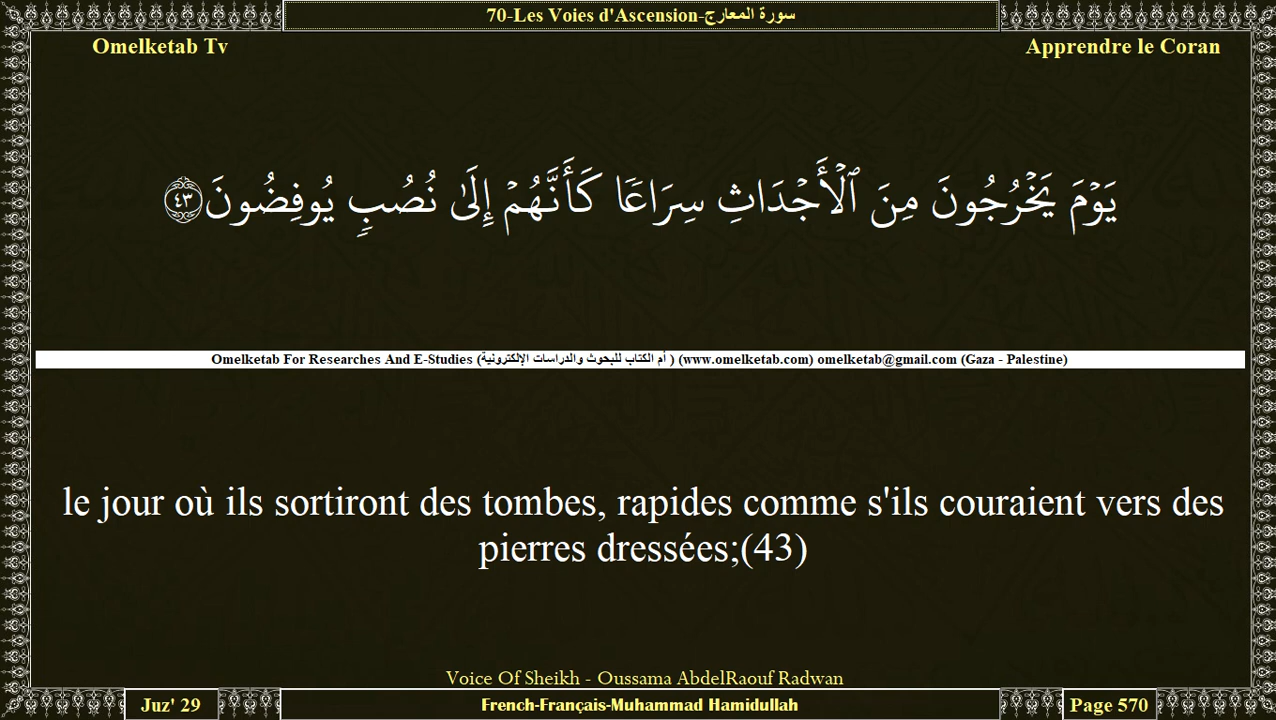 70-Les Voies d'Ascension-سورة المعارج
Omelketab Tv
Apprendre le Coran
يَوْمَ يَخْرُجُونَ مِنَ ٱلْأَجْدَاثِ سِرَاعًا كَأَنَّهُمْ إِلَىٰ نُصُبٍ يُوفِضُونَ ٤٣
Omelketab For Researches And E-Studies (أم الكتاب للبحوث والدراسات الإلكترونية ) (www.omelketab.com) omelketab@gmail.com (Gaza - Palestine)
le jour où ils sortiront des tombes, rapides comme s'ils couraient vers des
pierres dressées;(43)
Voice Of Sheikh - Oussama AbdelRaouf Radwan
Juz' 29
French-Français-Muhammad Hamidullah
Page 570